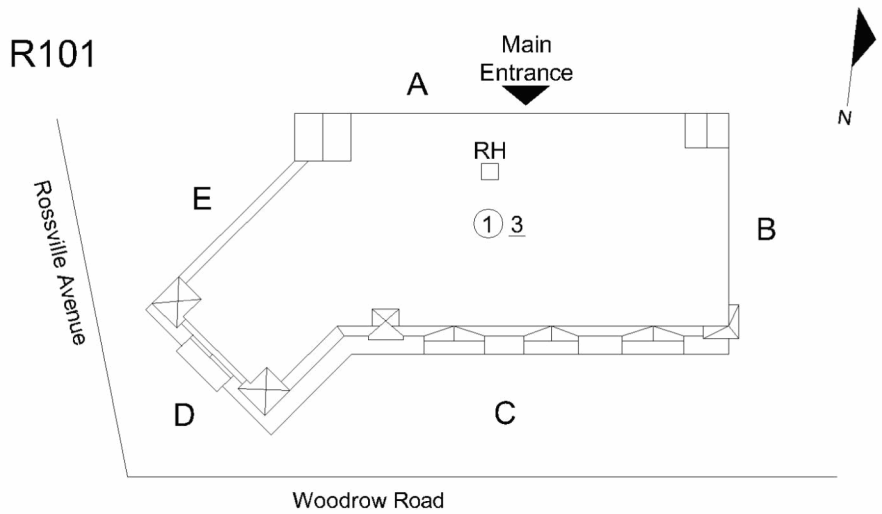 R101
Main
Entrance
A
N
RH
E
1 3
B
Rossville Avenue
D
C
Woodrow Road